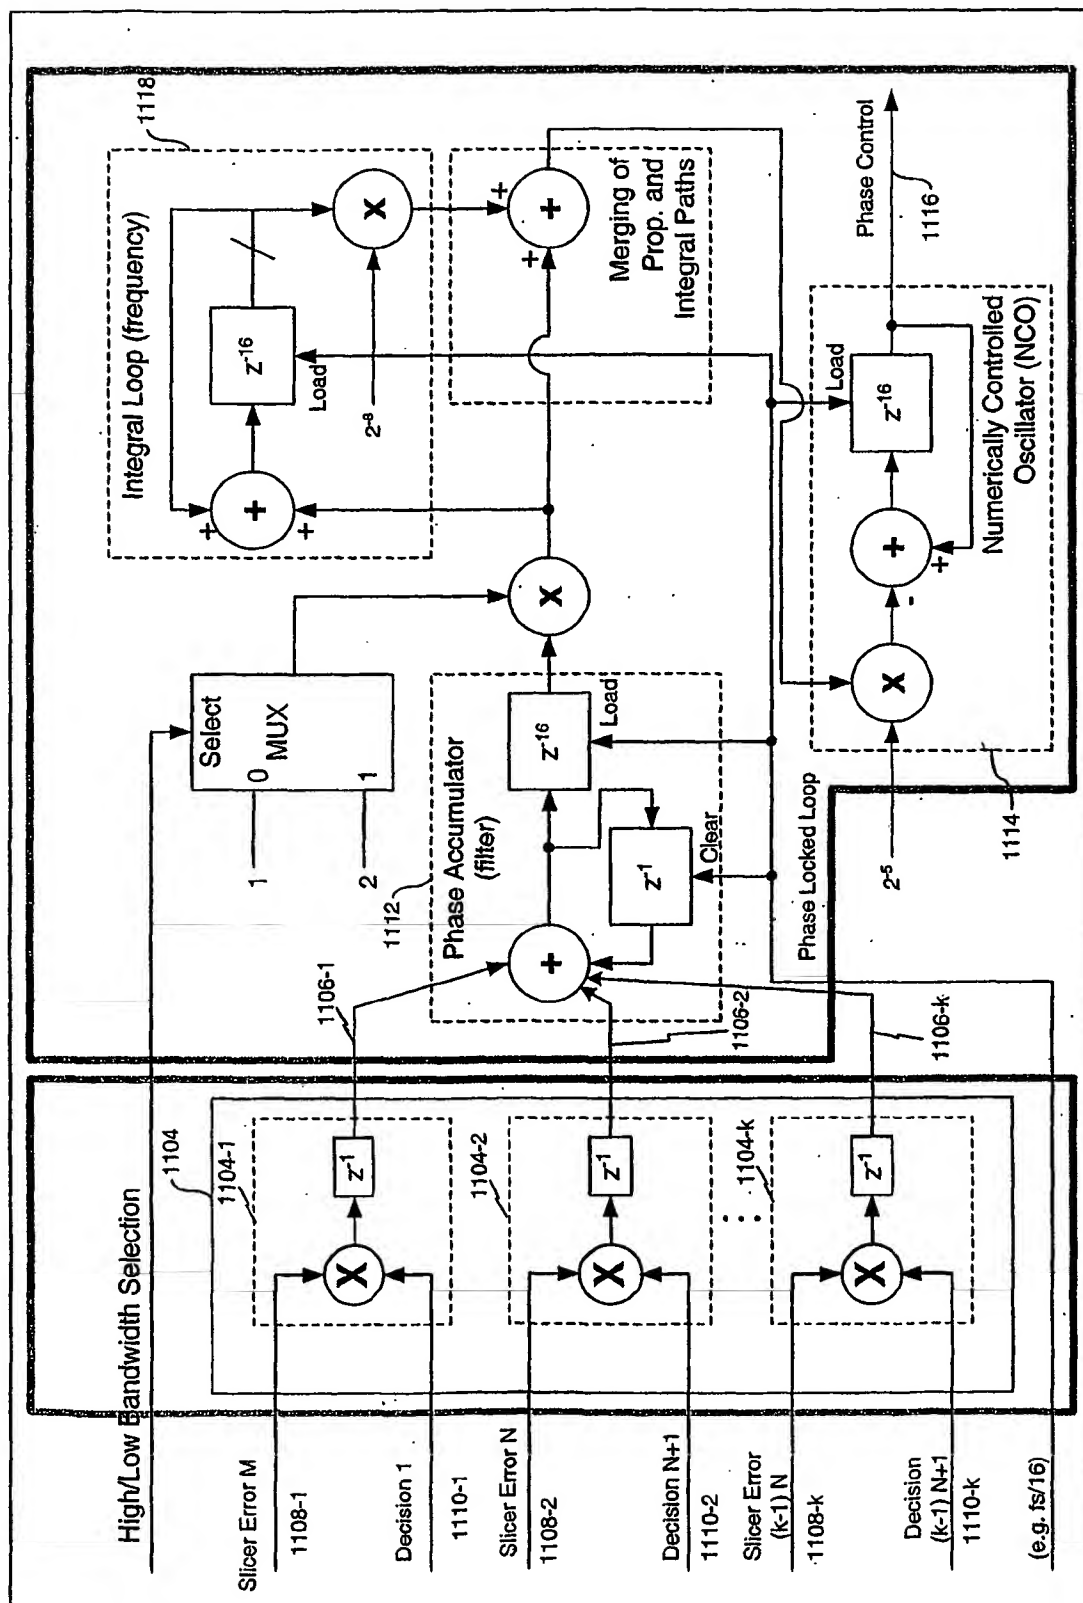 High/Low Bandwidth Selection
Slicer Error M
1108-1
Decision 1
1110-1
Slicer Error N
1108-2
Decision N+1
1110-2
Slicer Error
(k-1) N
1108-k
Decision
(k-1) N+1
1110-k
(e.g. fs/16)
1104
1104-1
X
z-1
1104-2
X
z-1
. . .
1104-k
X
z-1
1106-1
1106-2
1106-k
Select
0
MUX
1
1
2
1112
Phase Accumulator
(filter)
+
z-16
Load
z-1
Clear
X
1118
Integral Loop (frequency)
+
+
+
z-16
Load
2-8
X
+
+
+
Merging of
Prop. and
Integral Paths
Phase Locked Loop
2-5
X
-
+
+
z-16
Load
Numerically Controlled
Oscillator (NCO)
1114
Phase Control
1116